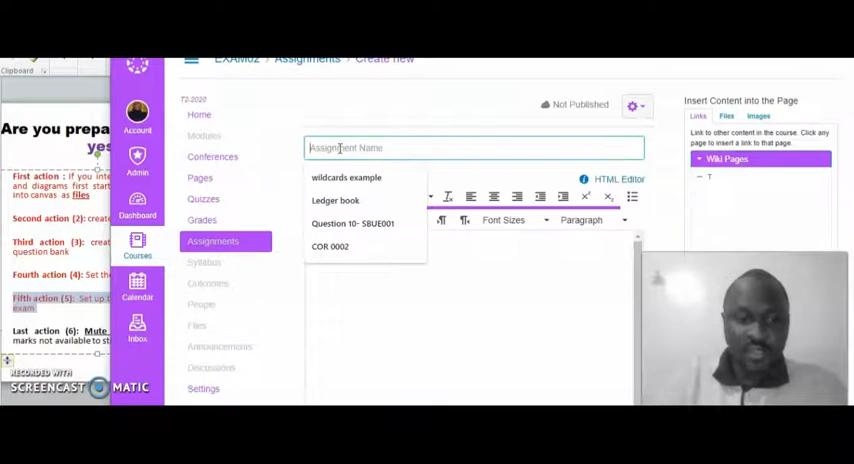 Clipboard
Are you prepa
yes
First action : If you inte
and diagrams first start
into canvas as files
Second action (2): create
Third action (3): create
question bank
Fourth action (4): Set the
Fifth action (5): Set up t
exam
Last action (6): Mute
marks not available to st
RECORDED WITH
SCREENCAST MATIC
Account
Admin
Dashboard
Courses
Calendar
Inbox
EXAM02 > Assignments > Create new
T2-2020
Home
Modules
Conferences
Pages
Quizzes
Grades
Assignments
Syllabus
Outcomes
People
Files
Announcements
Discussions
Settings
Not Published
Assignment Name
wildcards example
Ledger book
Question 10- SBUE001
COR 0002
HTML Editor
Font Sizes
Paragraph
Insert Content into the Page
Links Files Images
Link to other content in the course. Click any
page to insert a link to that page.
Wiki Pages
T